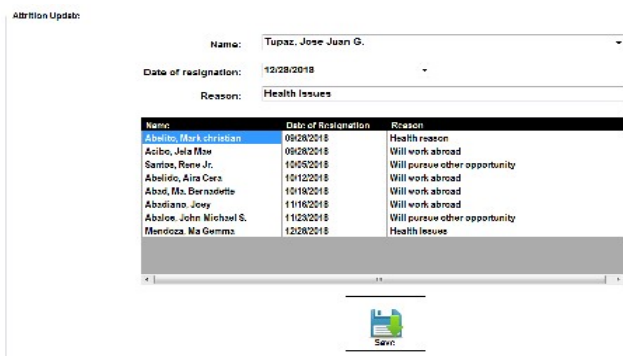 Attrition Update
Name: Tupaz, Jose Juan G.
Date of resignation: 12/28/2018
Reason: Health Issues
Name Date of Resignation Reason
Abelito, Mark christian 09/28/2018 Health reason
Acibo, Jela Mae 09/28/2018 Will work abroad
Santos, Rene Jr. 10/05/2018 Will pursue other opportunity
Abelido, Aira Cera 10/12/2018 Will work abroad
Abad, Ma. Bernadette 10/19/2018 Will work abroad
Abadiano, Joey 11/16/2018 Will work abroad
Abalos, John Michael S. 11/23/2018 Will pursue other opportunity
Mendoza, Ma Gemma 12/28/2018 Health Issues
Save